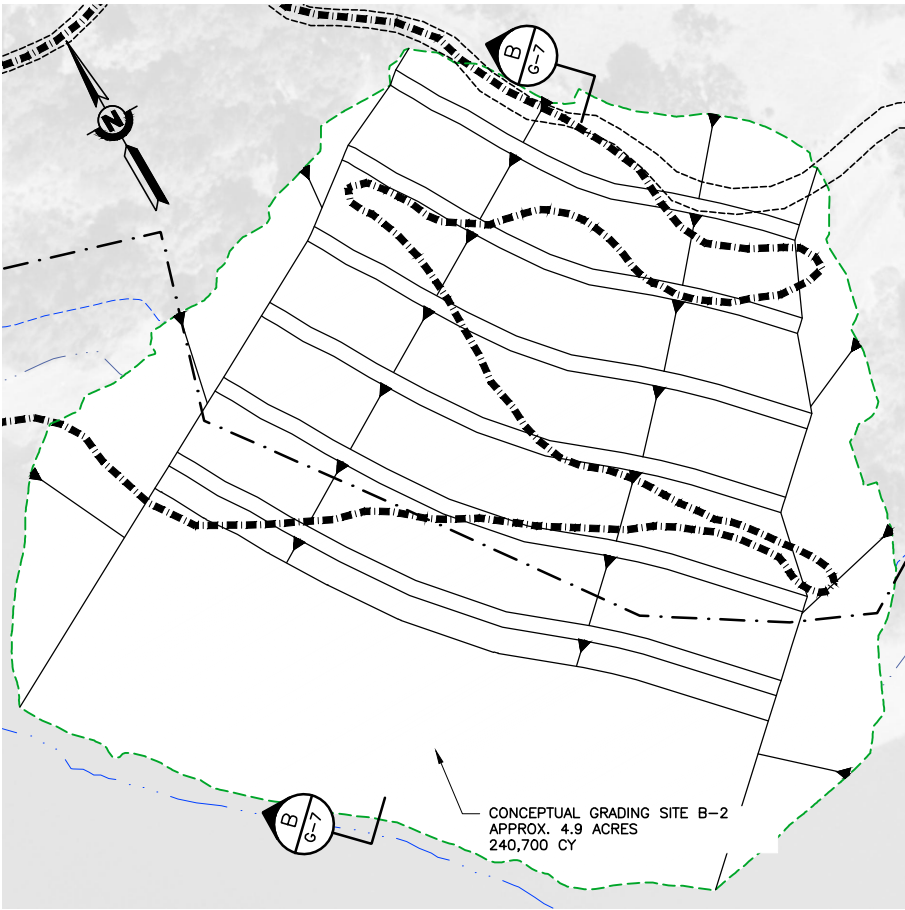 B
G-7
N
CONCEPTUAL GRADING SITE B-2
APPROX. 4.9 ACRES
240,700 CY
B
G-7